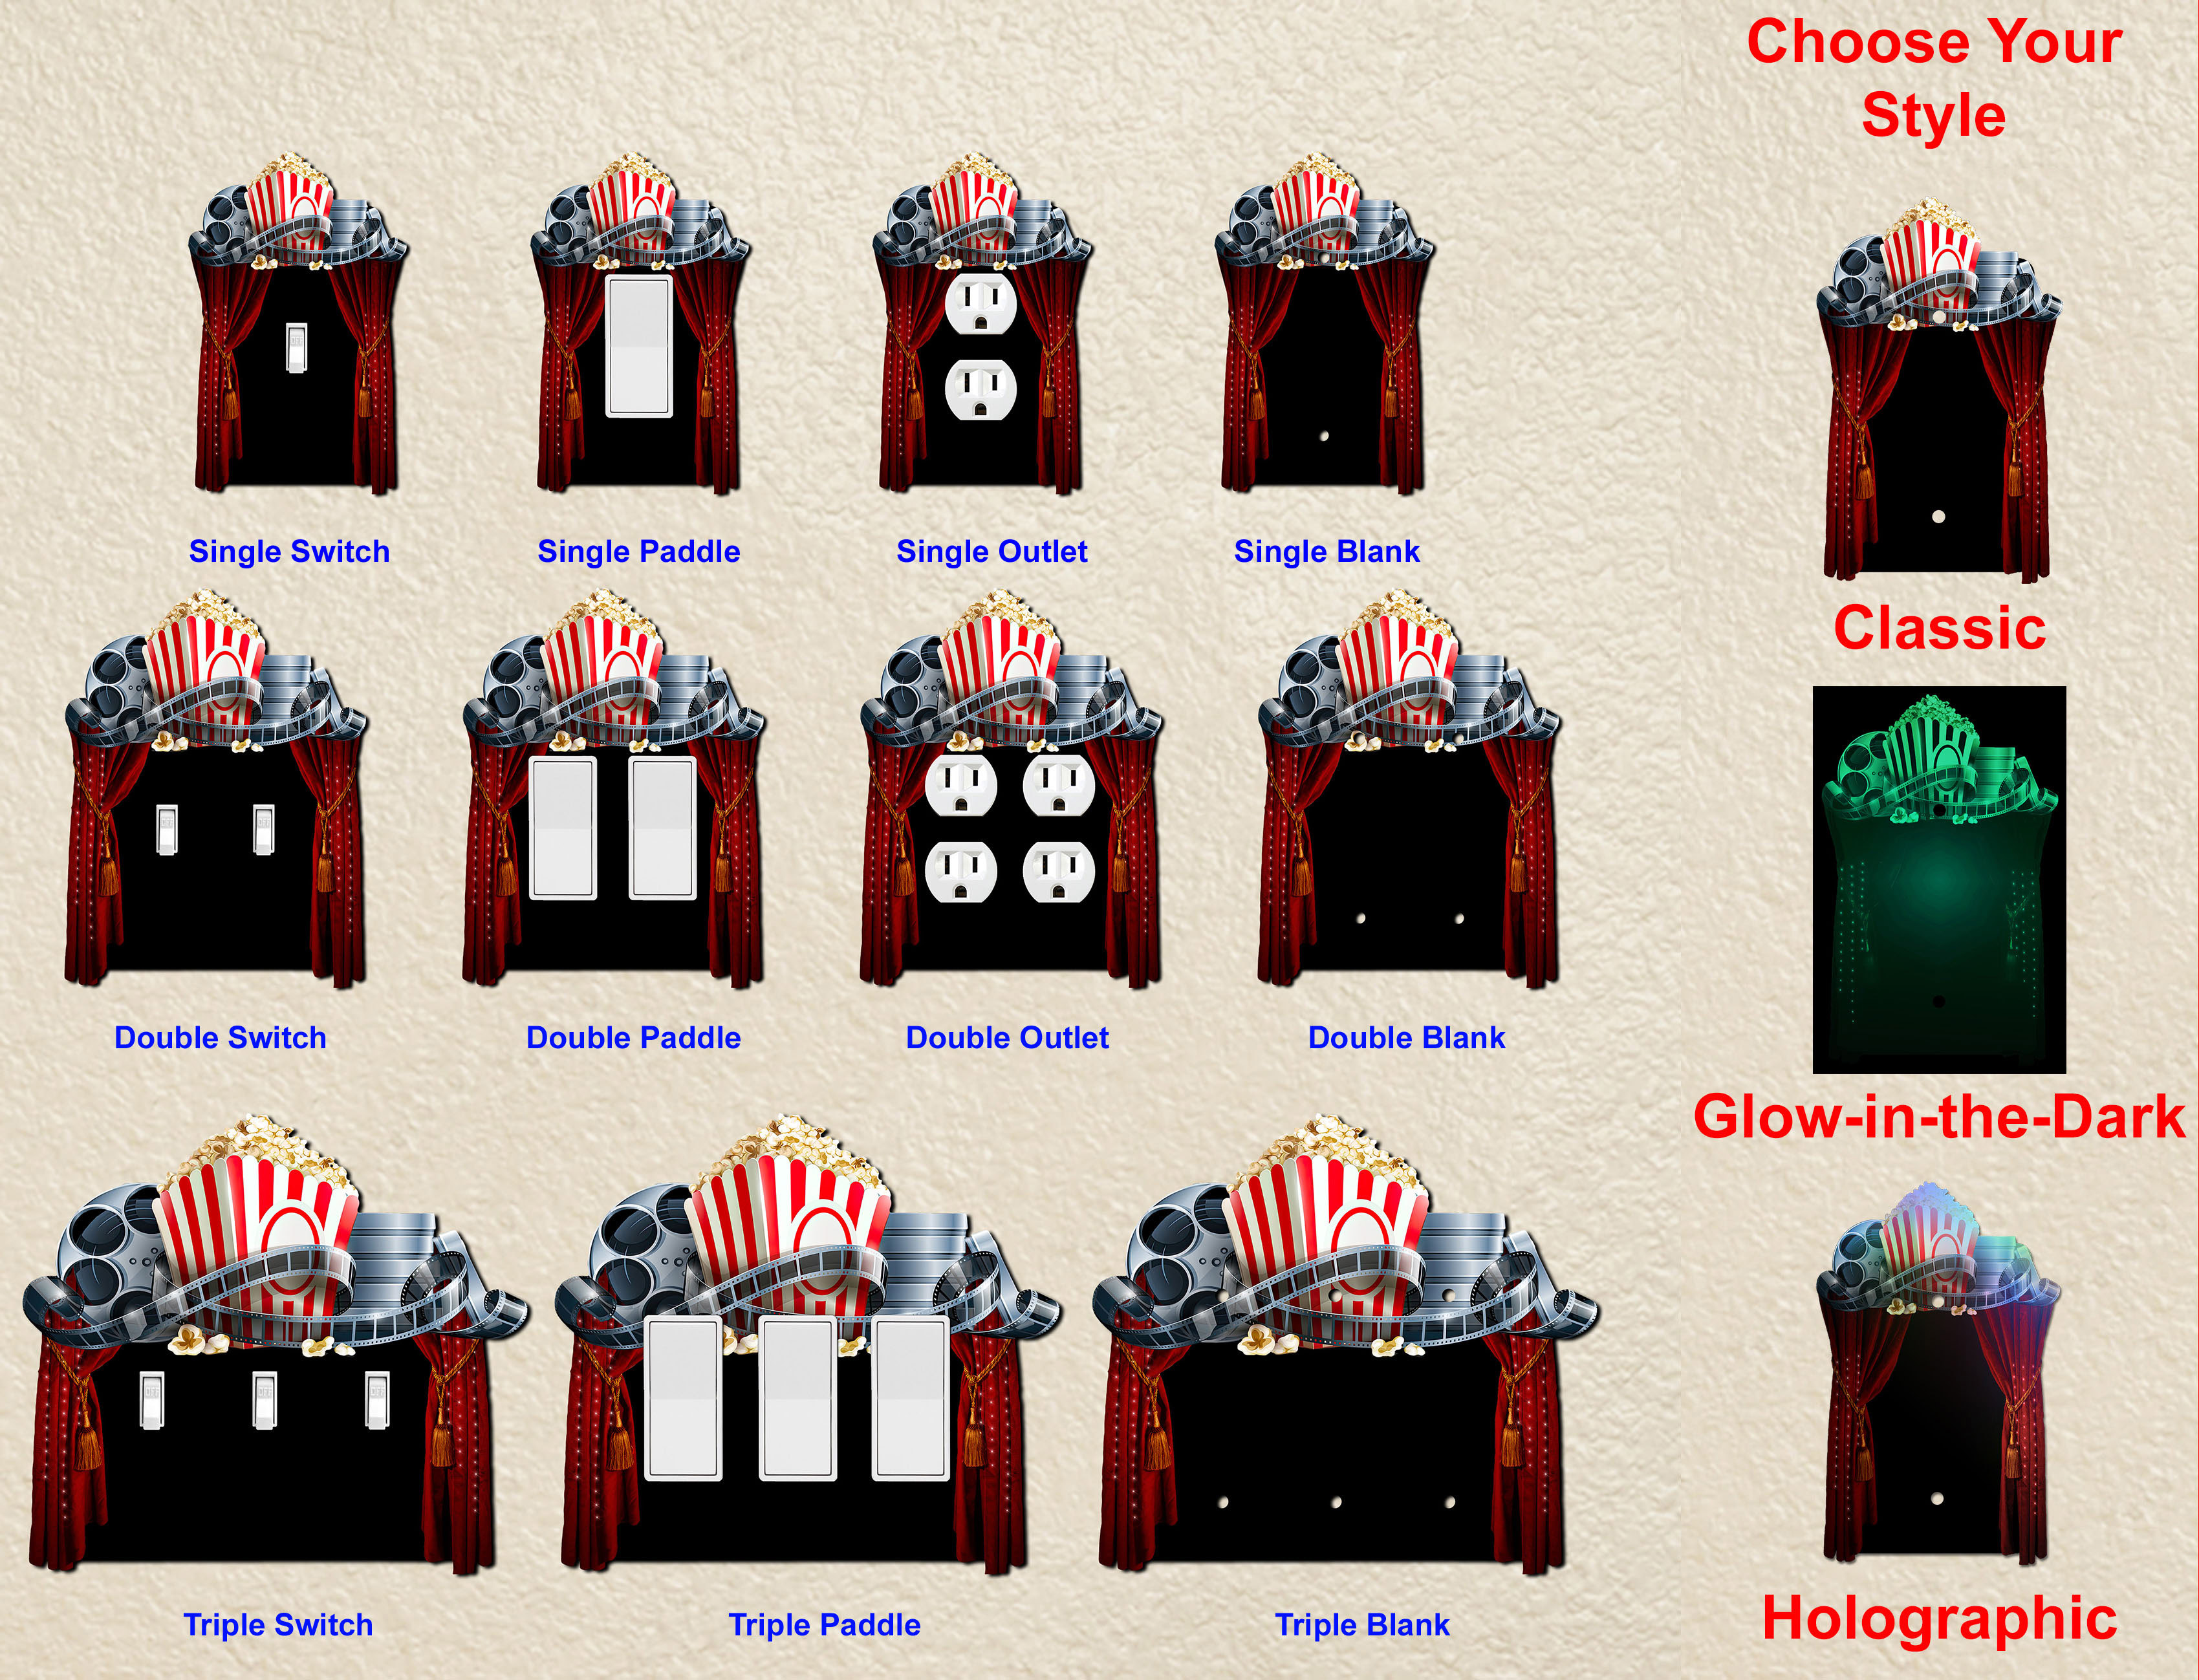 Choose Your
Style
Single Switch
Single Paddle
Single Outlet
Single Blank
Classic
Double Switch
Double Paddle
Double Outlet
Double Blank
Glow-in-the-Dark
Triple Switch
Triple Paddle
Triple Blank
Holographic